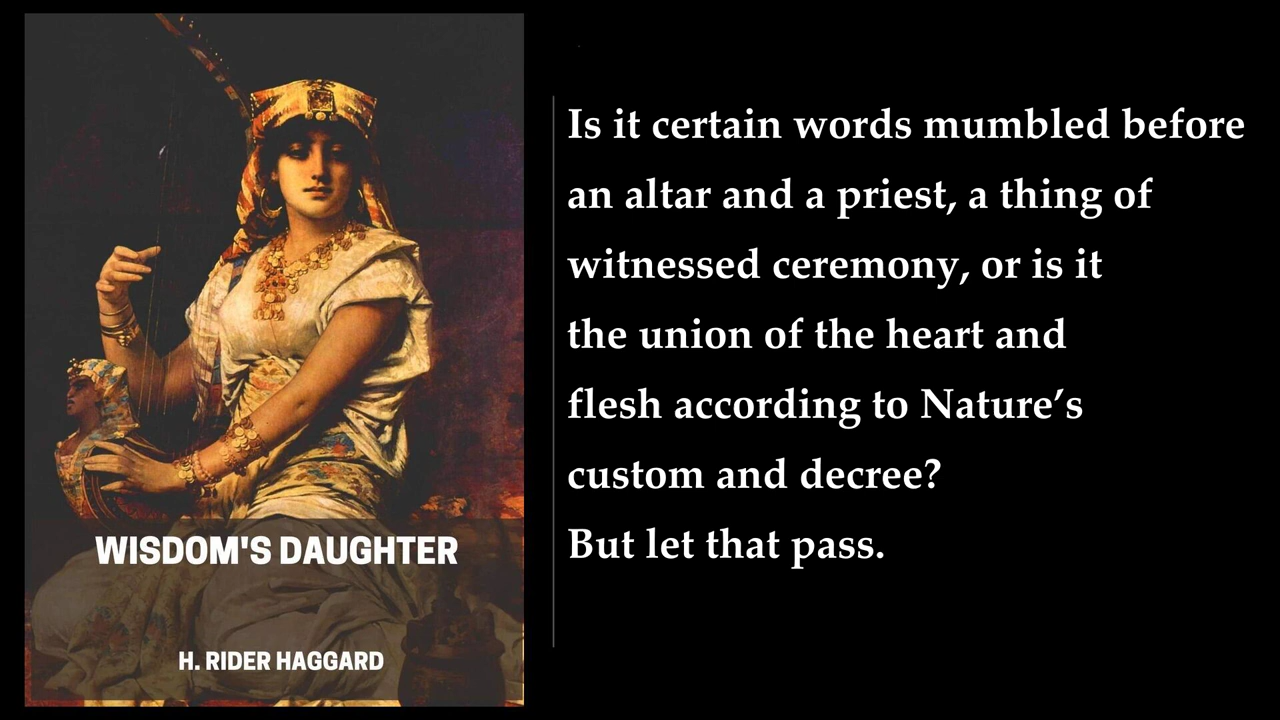 WISDOM'S DAUGHTER
H. RIDER HAGGARD
Is it certain words mumbled before
an altar and a priest, a thing of
witnessed ceremony, or is it
the union of the heart and
flesh according to Nature’s
custom and decree?
But let that pass.